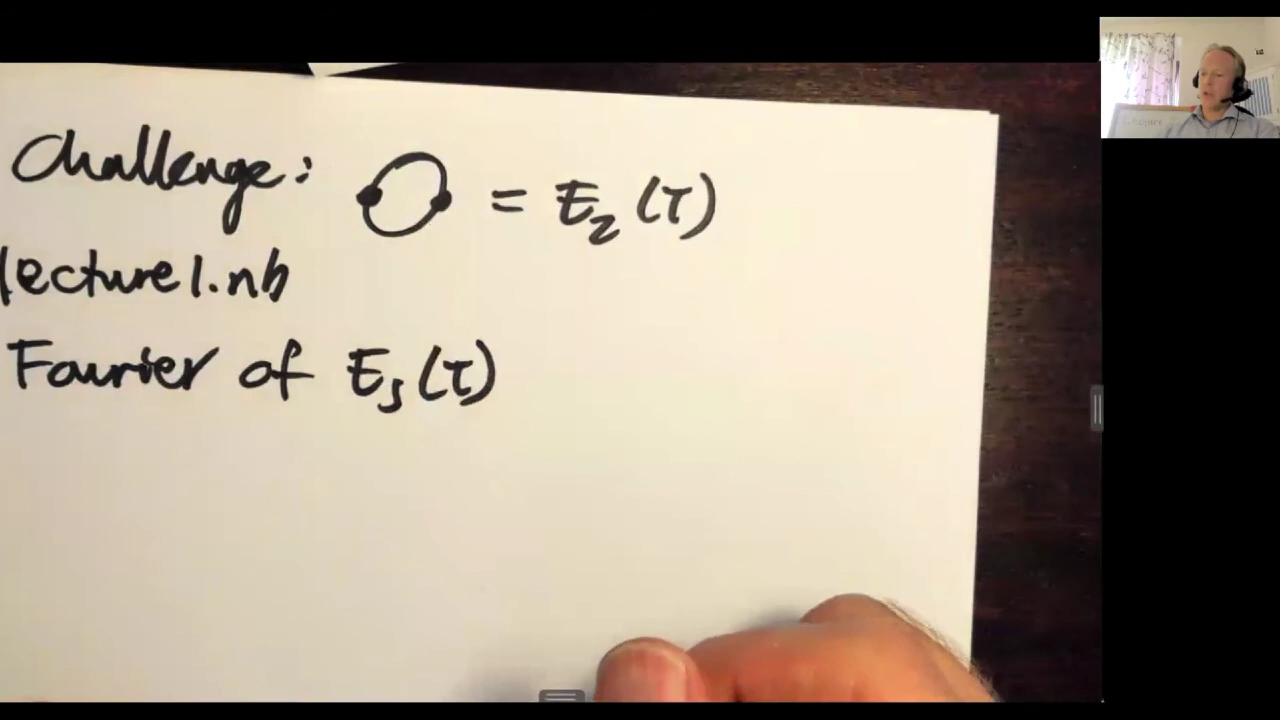 Challenge: = E₂(τ)
lecture1.nb
Fourier of Eₛ(τ)